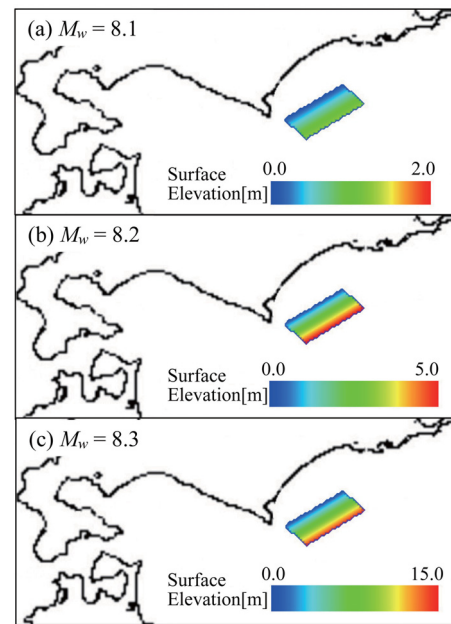 (a) Mw = 8.1
Surface 0.0 2.0
Elevation[m]
(b) Mw = 8.2
Surface 0.0 5.0
Elevation[m]
(c) Mw = 8.3
Surface 0.0 15.0
Elevation[m]